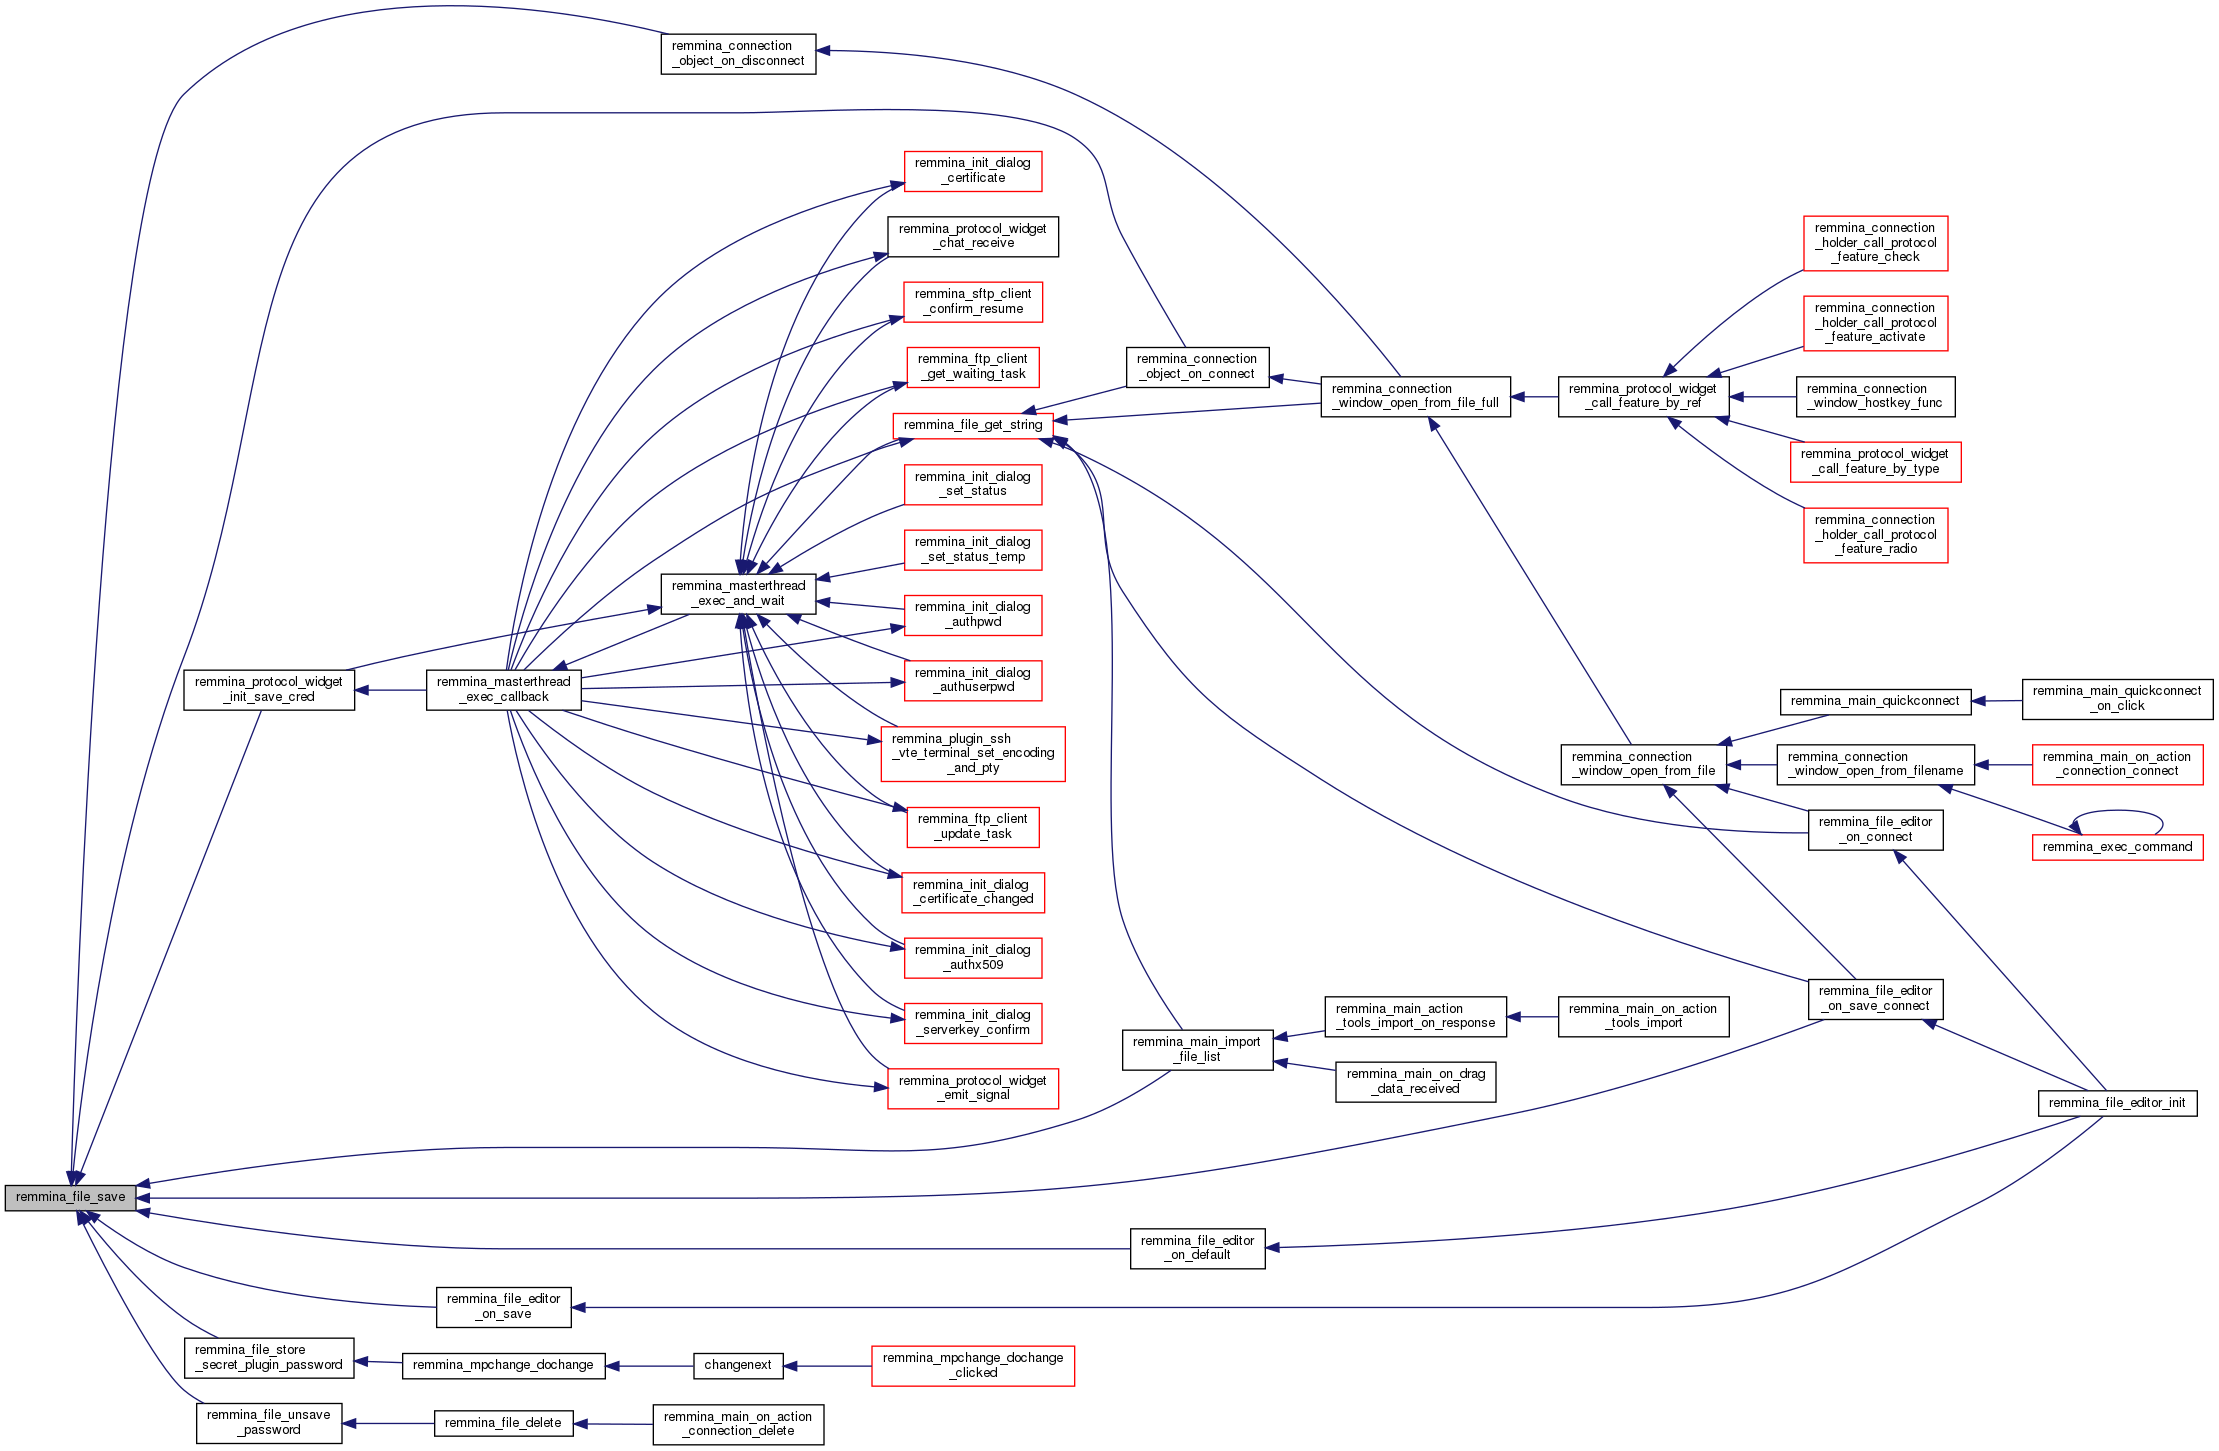 remmina_connection
_object_on_disconnect
remmina_init_dialog
_certificate
remmina_protocol_widget
_chat_receive
remmina_sftp_client
_confirm_resume
remmina_ftp_client
_get_waiting_task
remmina_file_get_string
remmina_init_dialog
_set_status
remmina_init_dialog
_set_status_temp
remmina_masterthread
_exec_and_wait
remmina_init_dialog
_authpwd
remmina_init_dialog
_authuserpwd
remmina_protocol_widget
_init_save_cred
remmina_masterthread
_exec_callback
remmina_plugin_ssh
_vte_terminal_set_encoding
_and_pty
remmina_ftp_client
_update_task
remmina_init_dialog
_certificate_changed
remmina_init_dialog
_authx509
remmina_init_dialog
_serverkey_confirm
remmina_protocol_widget
_emit_signal
remmina_connection
_object_on_connect
remmina_connection
_window_open_from_file_full
remmina_protocol_widget
_call_feature_by_ref
remmina_connection
_holder_call_protocol
_feature_check
remmina_connection
_holder_call_protocol
_feature_activate
remmina_connection
_window_hostkey_func
remmina_protocol_widget
_call_feature_by_type
remmina_connection
_holder_call_protocol
_feature_radio
remmina_main_quickconnect
remmina_main_quickconnect
_on_click
remmina_connection
_window_open_from_file
remmina_connection
_window_open_from_filename
remmina_main_on_action
_connection_connect
remmina_file_editor
_on_connect
remmina_exec_command
remmina_file_editor
_on_save_connect
remmina_main_import
_file_list
remmina_main_action
_tools_import_on_response
remmina_main_on_action
_tools_import
remmina_main_on_drag
_data_received
remmina_file_editor_init
remmina_file_save
remmina_file_editor
_on_default
remmina_file_editor
_on_save
remmina_file_store
_secret_plugin_password
remmina_mpchange_dochange
changenext
remmina_mpchange_dochange
_clicked
remmina_file_unsave
_password
remmina_file_delete
remmina_main_on_action
_connection_delete